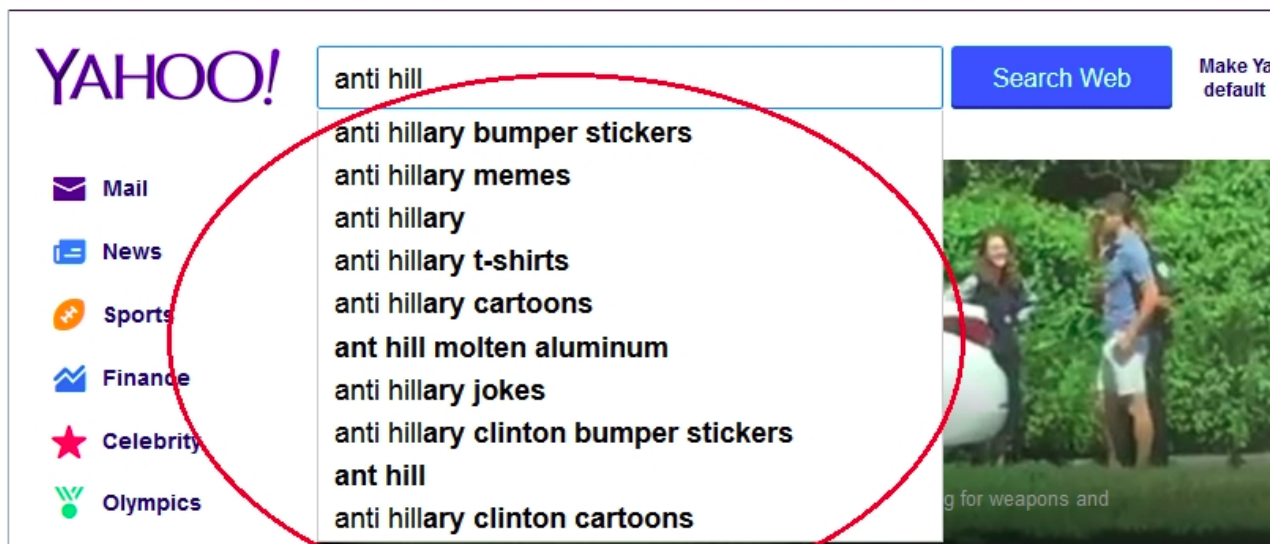 YAHOO!
anti hill
Search Web
Make Ya
default
anti hillary bumper stickers
anti hillary memes
anti hillary
anti hillary t-shirts
anti hillary cartoons
ant hill molten aluminum
anti hillary jokes
anti hillary clinton bumper stickers
ant hill
anti hillary clinton cartoons
Mail
News
Sports
Finance
Celebrity
Olympics
g for weapons and